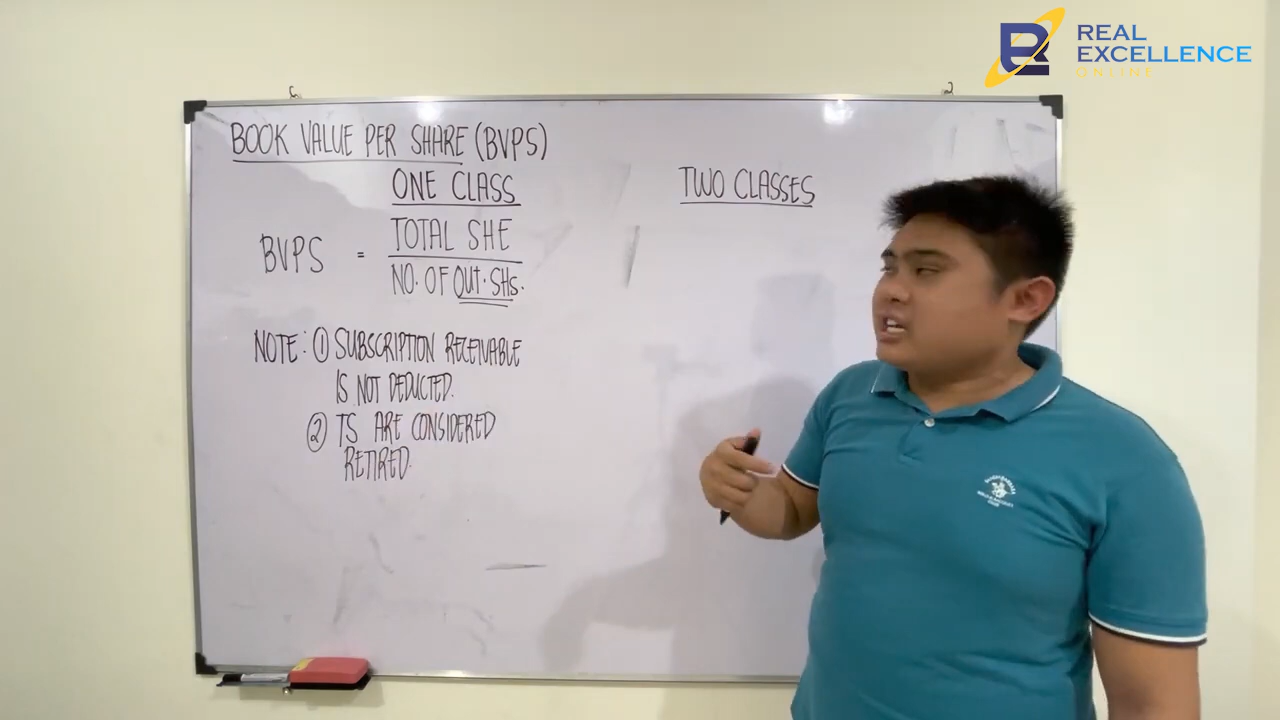 REAL
EXCELLENCE
ONLINE
BOOK VALUE PER SHARE (BVPS)
ONE CLASS
TWO CLASSES
BVPS = TOTAL SHE
NO. OF OUT. SHs.
NOTE: ① SUBSCRIPTION RECEIVABLE
IS NOT DEDUCTED.
② TS ARE CONSIDERED
RETIRED.